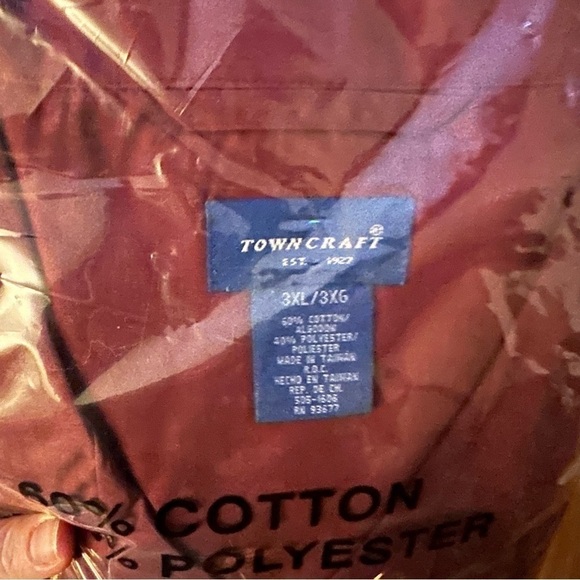 TOWNCRAFT®
EST. 1927
3XL/3XG
60% COTTON/
ALGODON
40% POLYESTER/
POLIESTER
MADE IN TAIWAN
R.O.C.
HECHO EN TAIWAN
REP. DE CH.
505-1606
RN 93677
60% COTTON
% POLYESTER